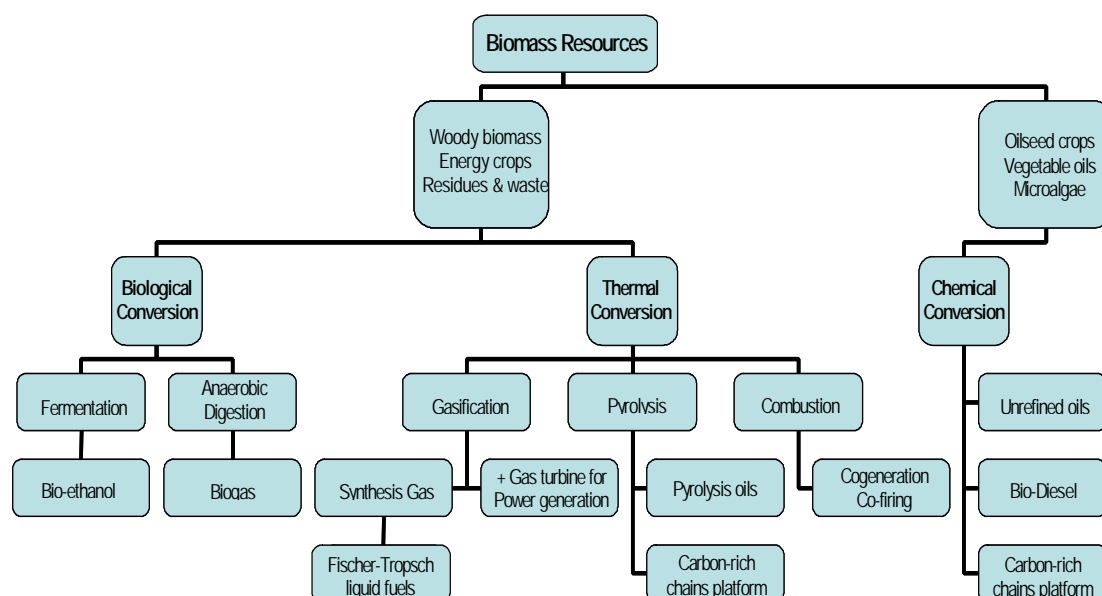 Biomass Resources
Woody biomass
Energy crops
Residues & waste
Oilseed crops
Vegetable oils
Microalgae
Biological
Conversion
Thermal
Conversion
Chemical
Conversion
Fermentation
Anaerobic
Digestion
Gasification
Pyrolysis
Combustion
Unrefined oils
Bio-ethanol
Biogas
Synthesis Gas
+ Gas turbine for
Power generation
Pyrolysis oils
Cogeneration
Co-firing
Bio-Diesel
Fischer-Tropsch
liquid fuels
Carbon-rich
chains platform
Carbon-rich
chains platform